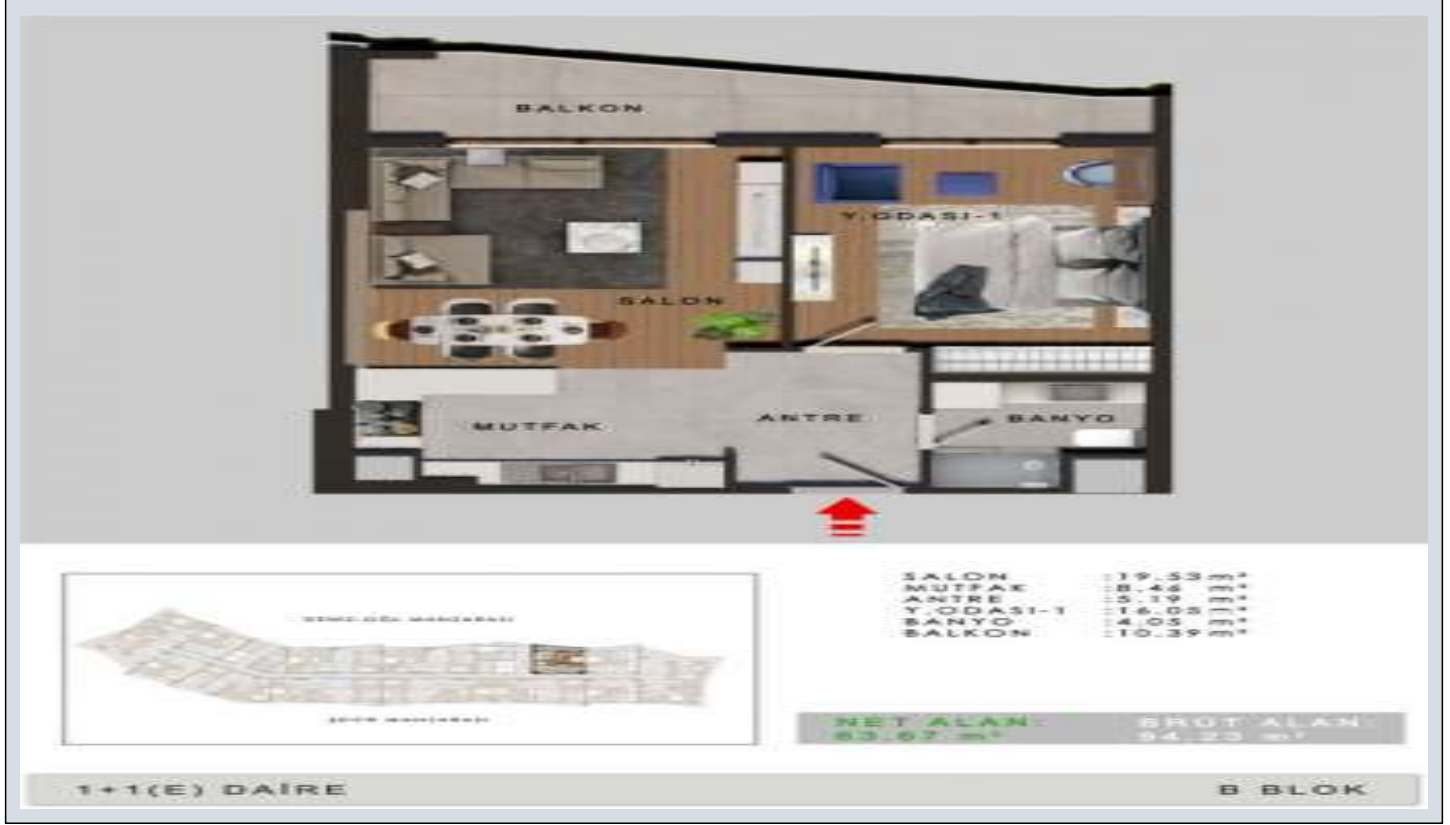 BALKON
Y.ODASI-1
SALON
MUTFAK
ANTRE
BANYO
SALON :19.53 m²
MUTFAK :8.46 m²
ANTRE :5.19 m²
Y.ODASI-1 :16.05 m²
BANYO :4.05 m²
BALKON :10.39 m²
MANZARASI
MANZARASI
NET ALAN: BRÜT ALAN:
63.67 m² 94.23 m²
1+1(E) DAİRE B BLOK